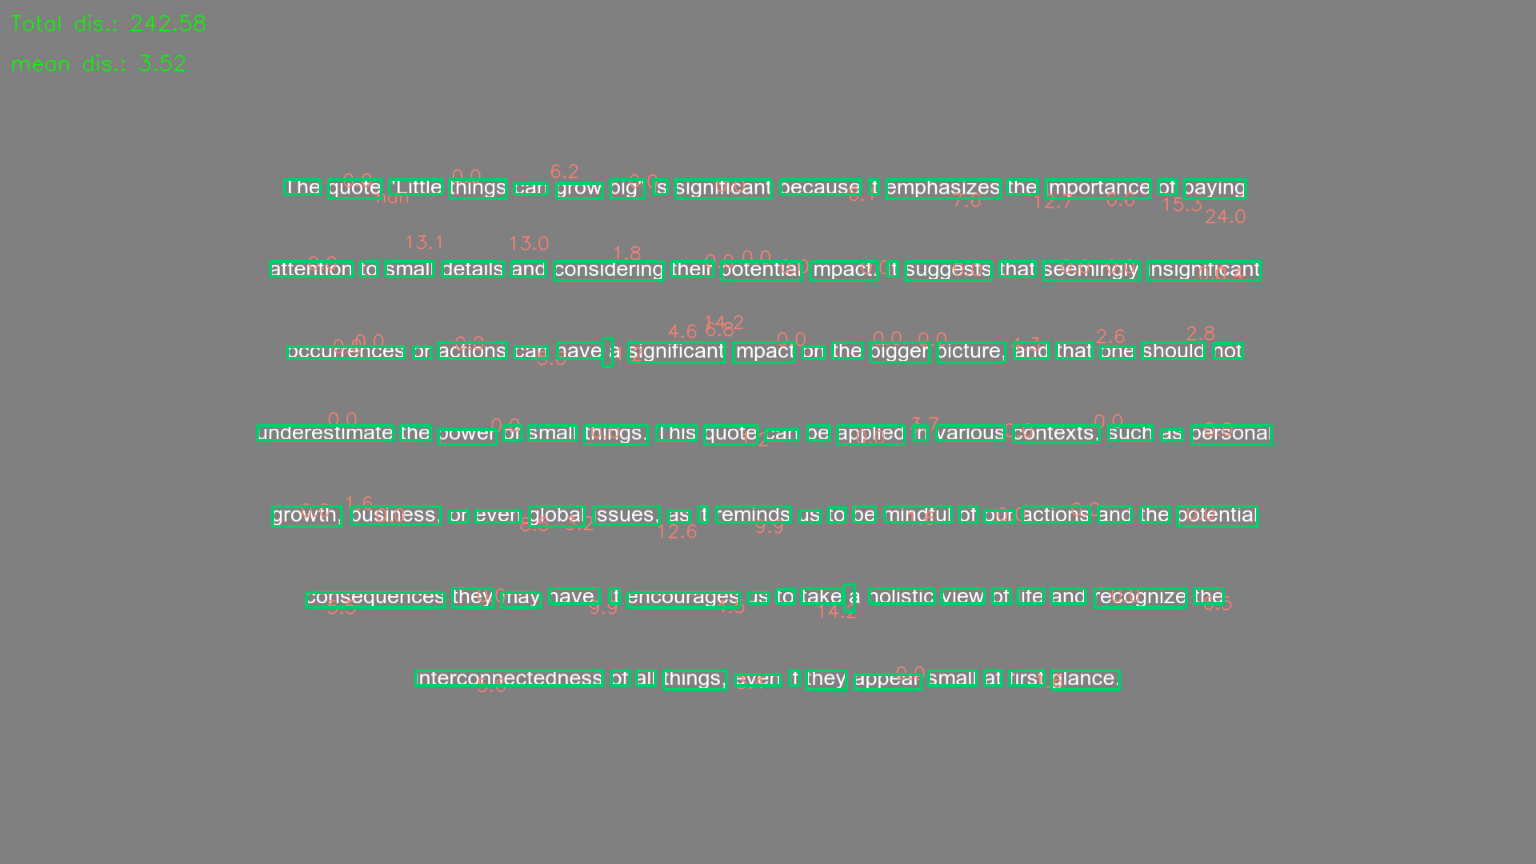 Total dis.: 242.58
mean dis.: 3.52
The quote 'Little things can grow big" is significant because it emphasizes the importance of paying
attention to small details and considering their potential impact. It suggests that seemingly insignificant
occurrences or actions can have a significant impact on the bigger picture, and that one should not
underestimate the power of small things. This quote can be applied in various contexts, such as personal
growth, business, or even global issues, as it reminds us to be mindful of our actions and the potential
consequences they may have. It encourages us to take a holistic view of life and recognize the
interconnectedness of all things, even if they appear small at first glance.